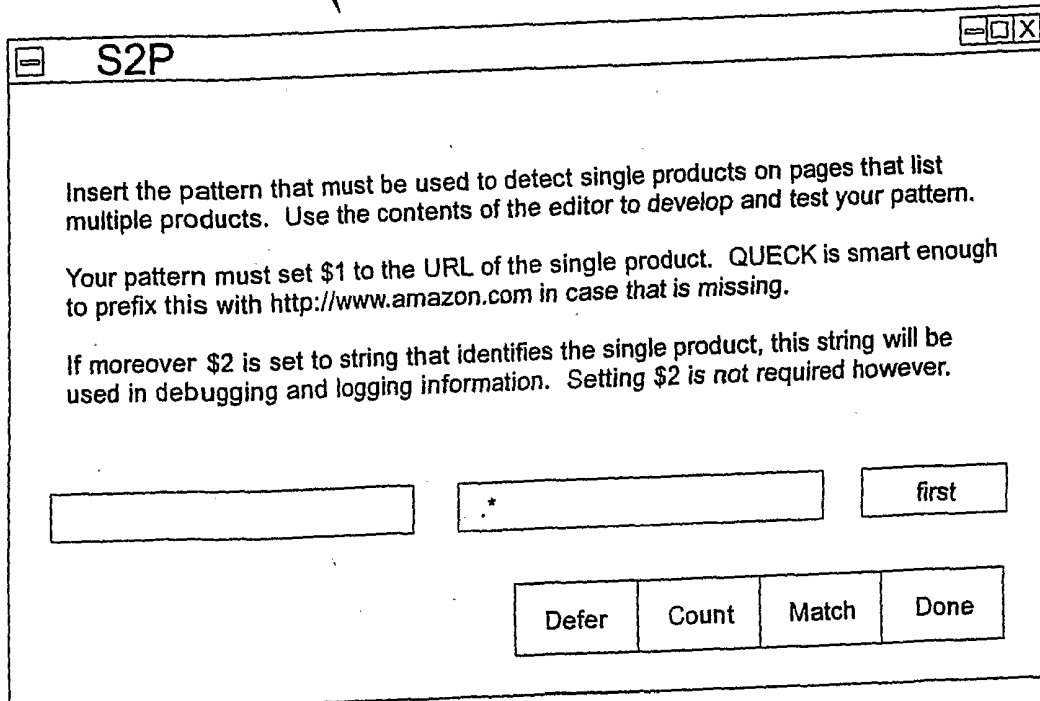 S2P
Insert the pattern that must be used to detect single products on pages that list
multiple products. Use the contents of the editor to develop and test your pattern.
Your pattern must set $1 to the URL of the single product. QUECK is smart enough
to prefix this with http://www.amazon.com in case that is missing.
If moreover $2 is set to string that identifies the single product, this string will be
used in debugging and logging information. Setting $2 is not required however.
.*
first
Defer Count Match Done